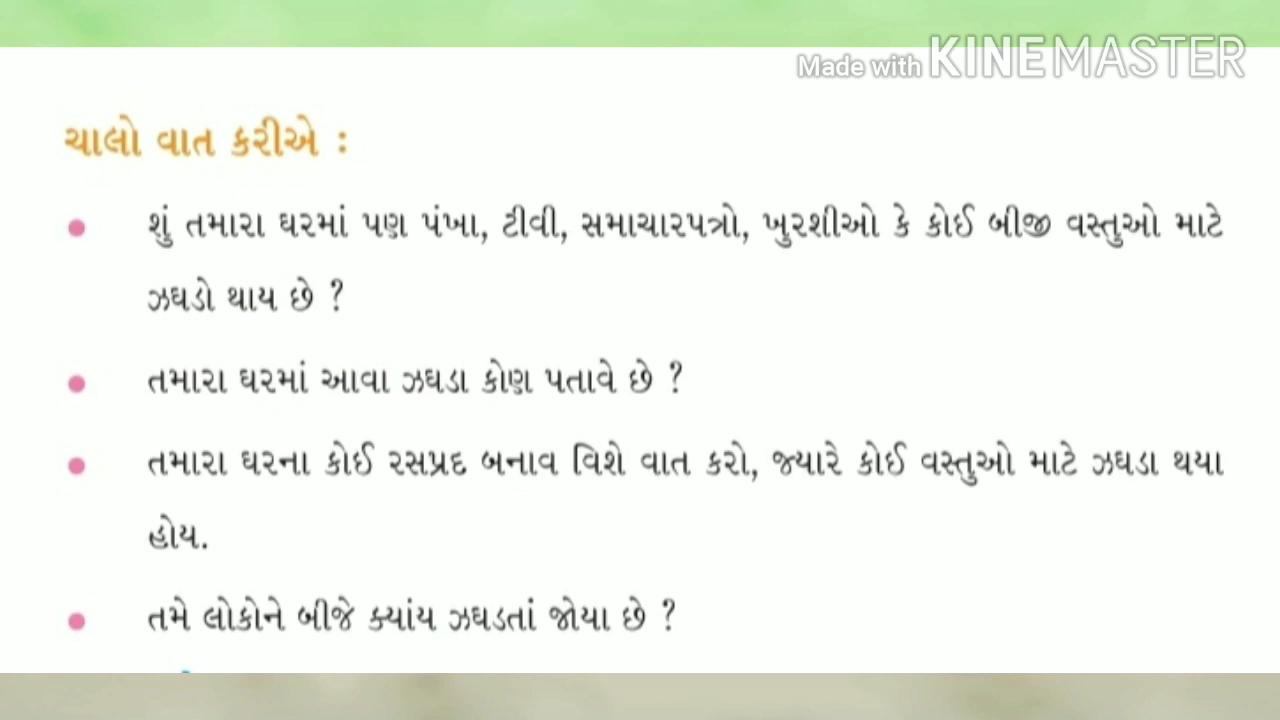 Made with KINEMASTER
ચાલો વાત કરીએ :
• શું તમારા ઘરમાં પણ પંખા, ટીવી, સમાચારપત્રો, ખુરશીઓ કે કોઈ બીજી વસ્તુઓ માટે
ઝઘડો થાય છે ?
• તમારા ઘરમાં આવા ઝઘડા કોણ પતાવે છે ?
• તમારા ઘરના કોઈ રસપ્રદ બનાવ વિશે વાત કરો, જ્યારે કોઈ વસ્તુઓ માટે ઝઘડા થયા
હોય.
• તમે લોકોને બીજે ક્યાંય ઝઘડતાં જોયા છે ?